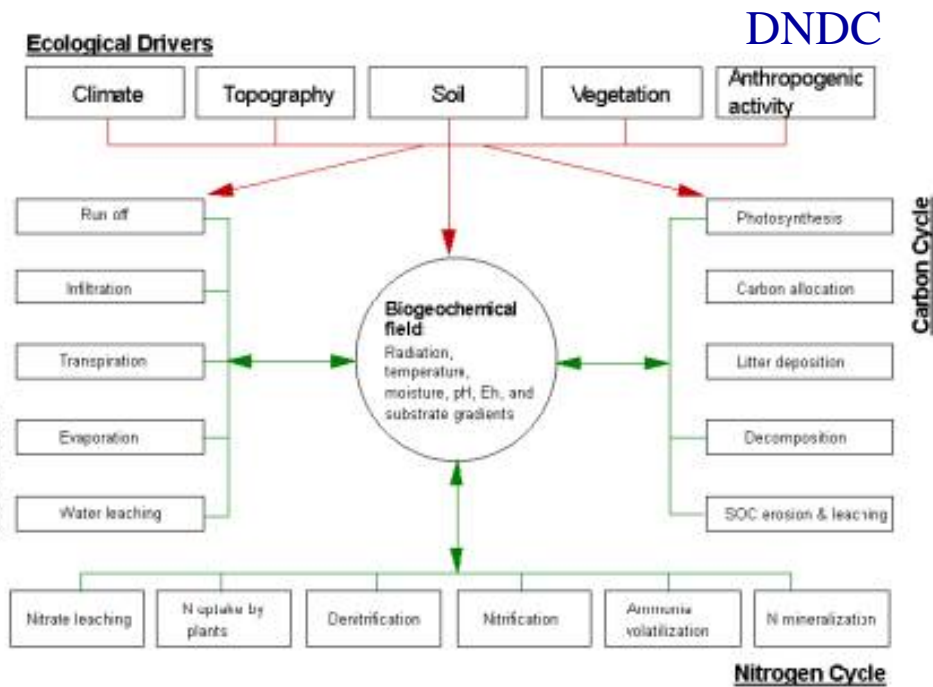 DNDC
Ecological Drivers
Climate
Topography
Soil
Vegetation
Anthropogenic
activity
Run off
Infiltration
Transpiration
Evaporation
Water leaching
Biogeochemical
field
Radiation,
temperature,
moisture, pH, Eh, and
substrate gradients
Photosynthesis
Carbon allocation
Litter deposition
Decomposition
SOC erosion & leaching
Carbon Cycle
Nitrate leaching
N uptake by
plants
Denitrification
Nitrification
Ammonia
volatilization
N mineralization
Nitrogen Cycle